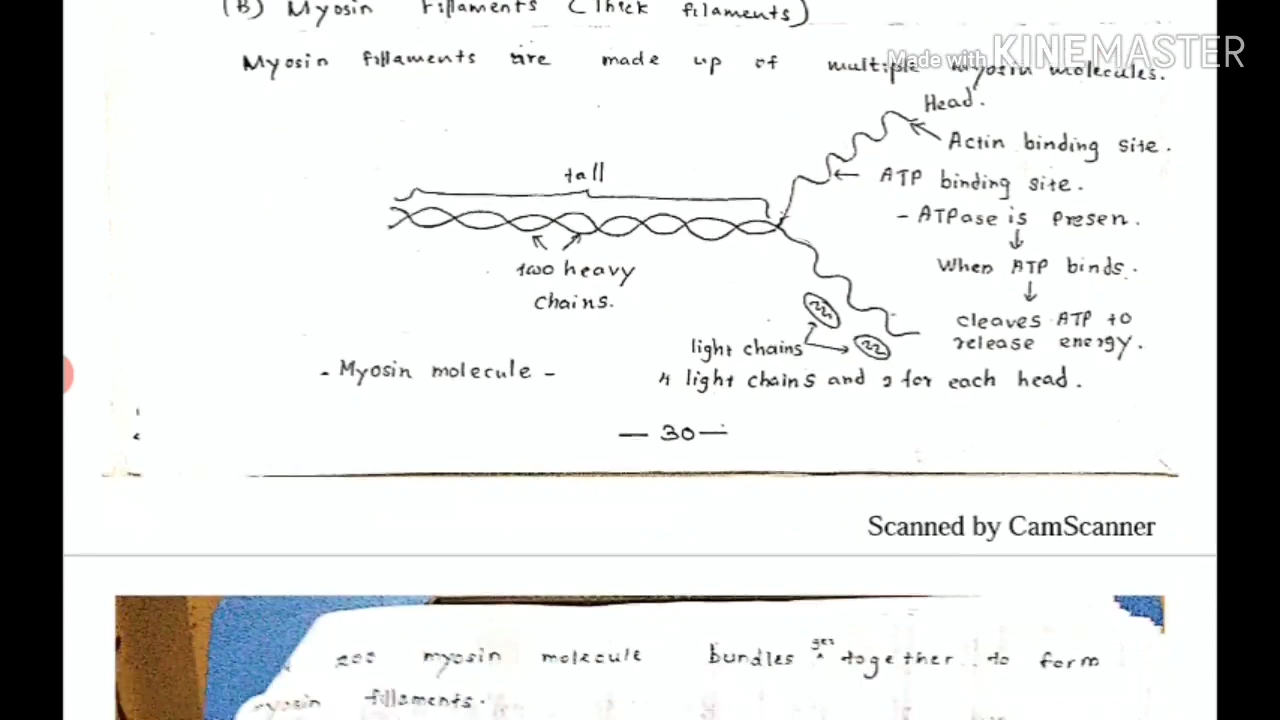 (B) Myosin Fillaments (Thick filaments)
Made with KINEMASTER
Myosin fillaments are made up of multiple myosin molecules.
Head.
Actin binding site.
tail
ATP binding site.
- ATPase is Presen.
↓
two heavy
chains.
When ATP binds.
↓
cleaves ATP to
release energy.
light chains
- Myosin molecule -
4 light chains and 2 for each head.
— 30 —
Scanned by CamScanner
200 myosin molecule bundles get together to form
fillaments.